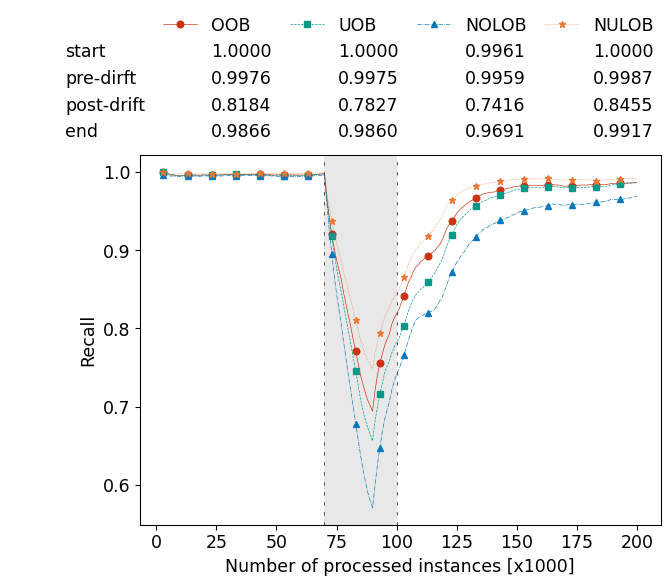 OOB UOB NOLOB NULOB
start 1.0000 1.0000 0.9961 1.0000
pre-dirft 0.9976 0.9975 0.9959 0.9987
post-drift 0.8184 0.7827 0.7416 0.8455
end 0.9866 0.9860 0.9691 0.9917
1.0
0.9
0.8
0.7
0.6
Recall
0 25 50 75 100 125 150 175 200
Number of processed instances [x1000]